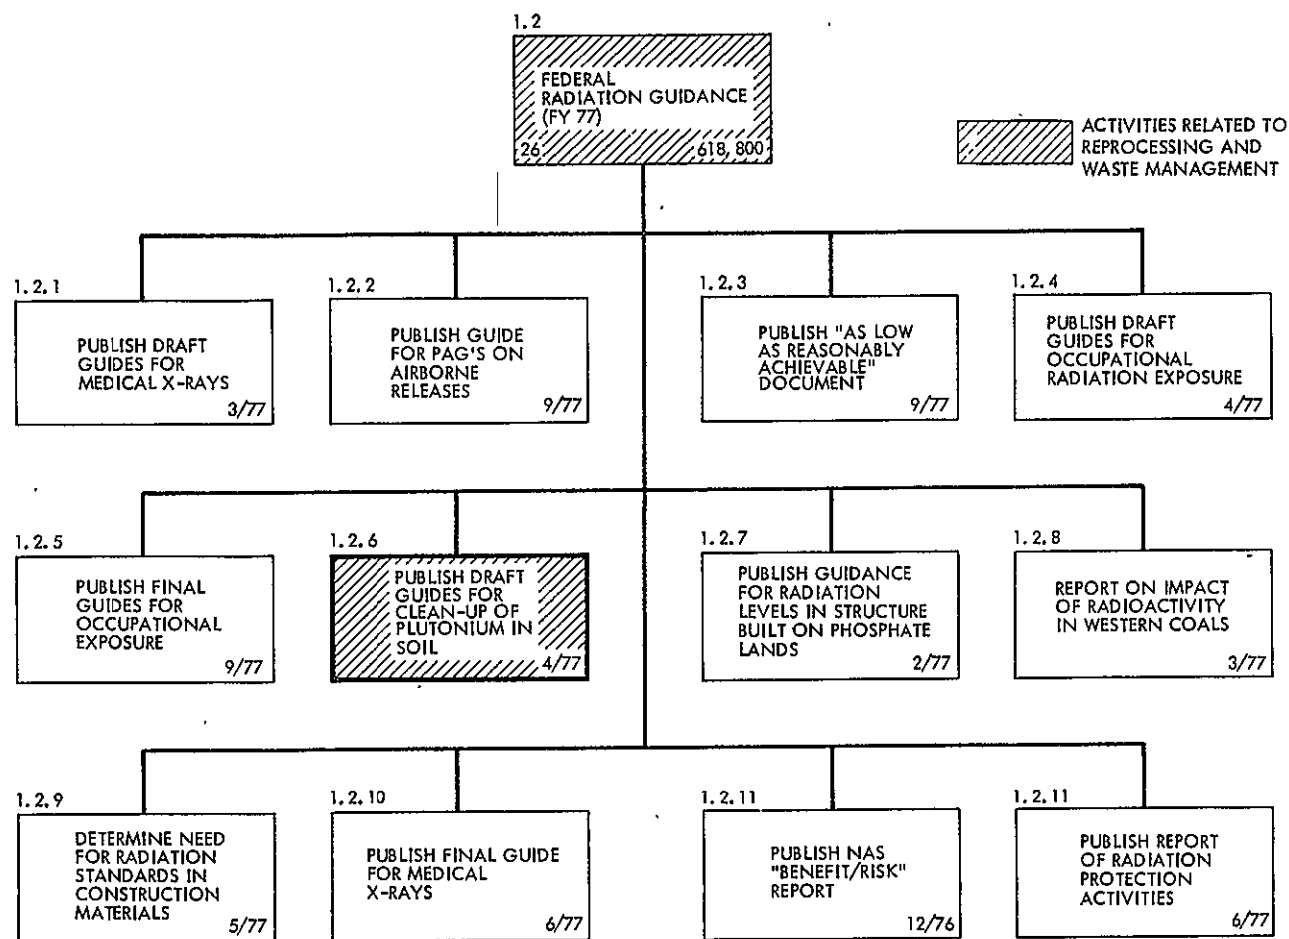 1.2
FEDERAL
RADIATION GUIDANCE
(FY 77)
26 618,800
ACTIVITIES RELATED TO
REPROCESSING AND
WASTE MANAGEMENT
1.2.1
PUBLISH DRAFT
GUIDES FOR
MEDICAL X-RAYS
3/77
1.2.2
PUBLISH GUIDE
FOR PAG'S ON
AIRBORNE
RELEASES
9/77
1.2.3
PUBLISH "AS LOW
AS REASONABLY
ACHIEVABLE"
DOCUMENT
9/77
1.2.4
PUBLISH DRAFT
GUIDES FOR
OCCUPATIONAL
RADIATION EXPOSURE
4/77
1.2.5
PUBLISH FINAL
GUIDES FOR
OCCUPATIONAL
EXPOSURE
9/77
1.2.6
PUBLISH DRAFT
GUIDES FOR
CLEAN-UP OF
PLUTONIUM IN
SOIL
4/77
1.2.7
PUBLISH GUIDANCE
FOR RADIATION
LEVELS IN STRUCTURE
BUILT ON PHOSPHATE
LANDS
2/77
1.2.8
REPORT ON IMPACT
OF RADIOACTIVITY
IN WESTERN COALS
3/77
1.2.9
DETERMINE NEED
FOR RADIATION
STANDARDS IN
CONSTRUCTION
MATERIALS
5/77
1.2.10
PUBLISH FINAL GUIDE
FOR MEDICAL
X-RAYS
6/77
1.2.11
PUBLISH NAS
"BENEFIT/RISK"
REPORT
12/76
1.2.11
PUBLISH REPORT
OF RADIATION
PROTECTION
ACTIVITIES
6/77